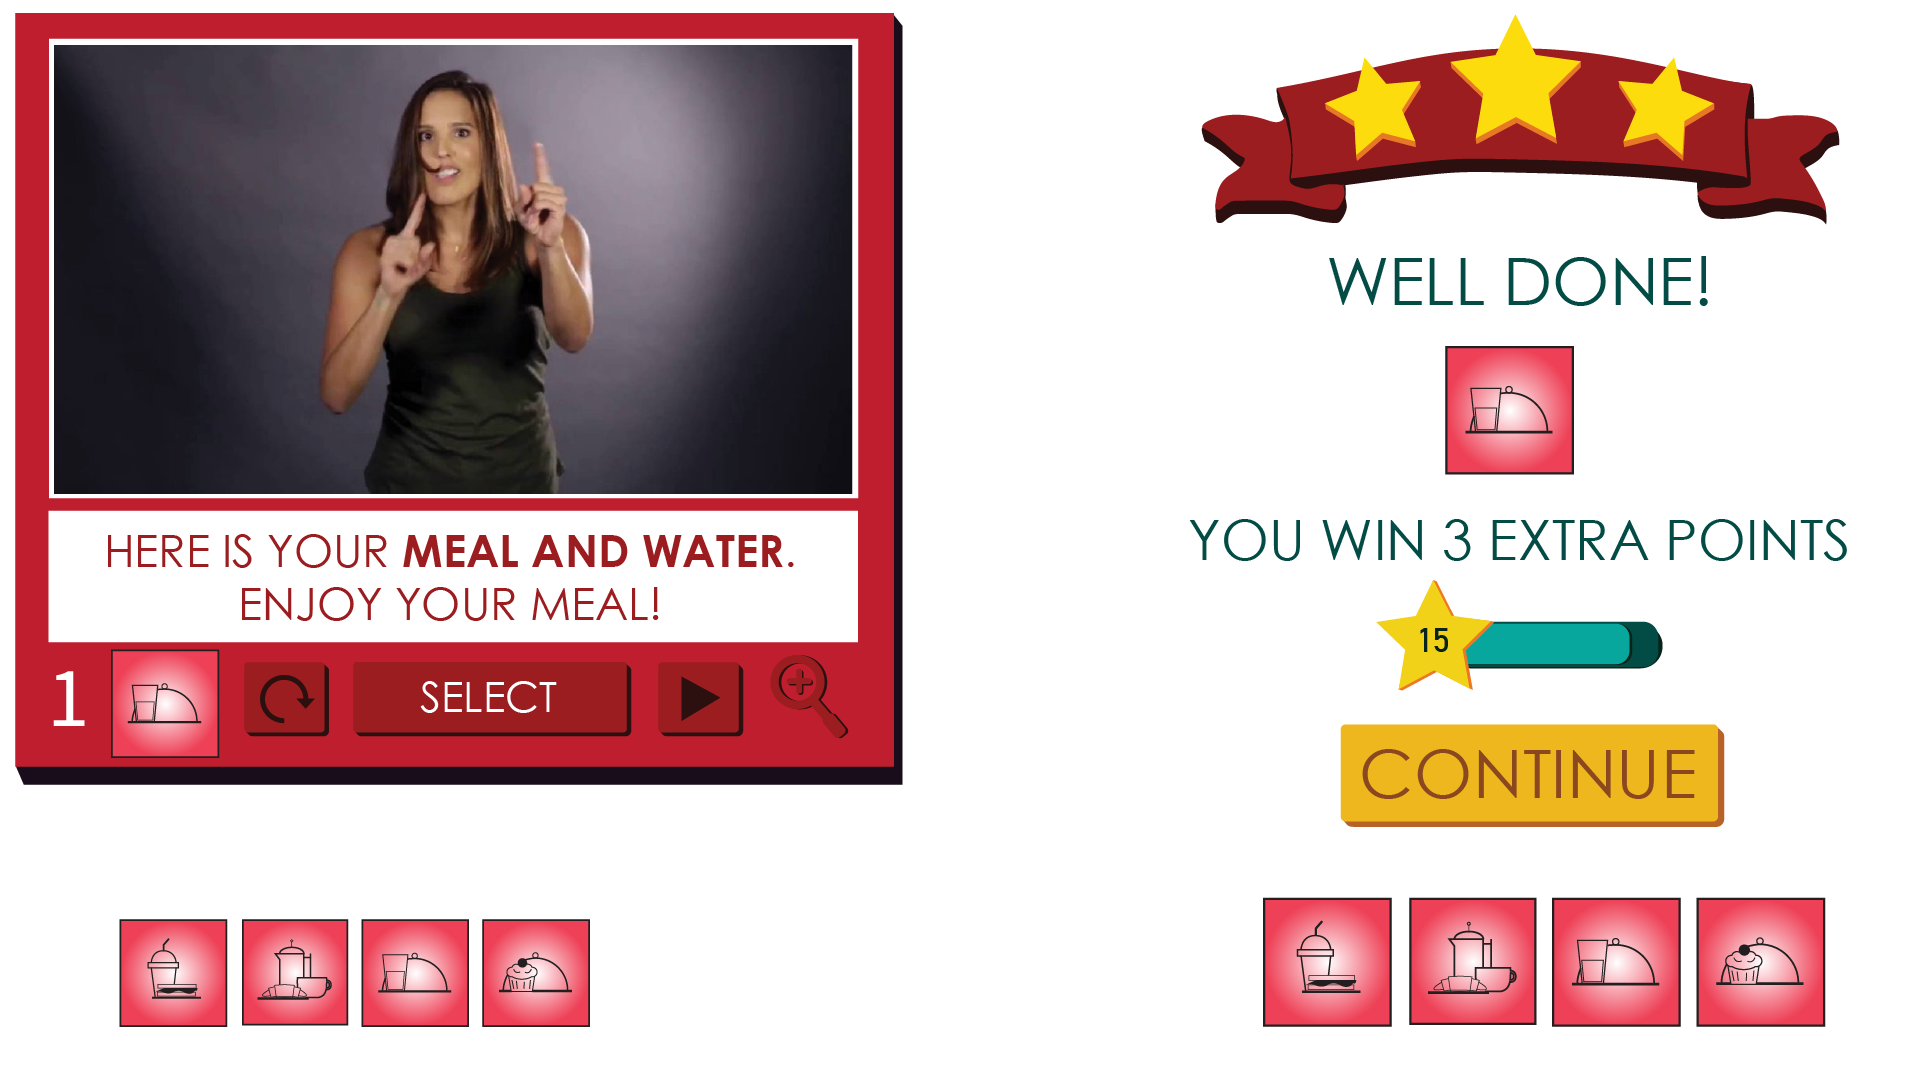 HERE IS YOUR MEAL AND WATER.
ENJOY YOUR MEAL!
1
SELECT
WELL DONE!
YOU WIN 3 EXTRA POINTS
15
CONTINUE